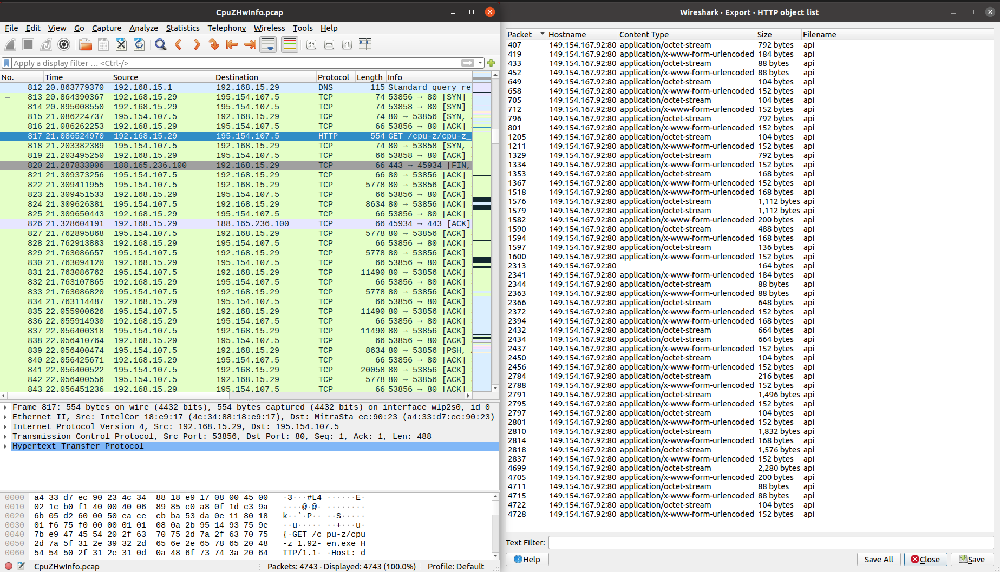 CpuZHwInfo.pcap
File Edit View Go Capture Analyze Statistics Telephony Wireless Tools Help
Apply a display filter … <Ctrl-/>
No. Time Source Destination Protocol Length Info
812 20.863779370 192.168.15.1 192.168.15.29 DNS 115 Standard query re
813 20.864390367 192.168.15.29 195.154.107.5 TCP 74 53856 → 80 [SYN]
814 20.895008550 192.168.15.29 195.154.107.5 TCP 74 53858 → 80 [SYN]
815 21.086224737 195.154.107.5 192.168.15.29 TCP 74 80 → 53856 [SYN,
816 21.086262253 192.168.15.29 195.154.107.5 TCP 66 53856 → 80 [ACK]
817 21.086524970 192.168.15.29 195.154.107.5 HTTP 554 GET /cpu-z/cpu-z_
818 21.203382389 195.154.107.5 192.168.15.29 TCP 74 80 → 53858 [SYN,
819 21.203495250 192.168.15.29 195.154.107.5 TCP 66 53858 → 80 [ACK]
820 21.287833006 188.165.236.100 192.168.15.29 TCP 66 443 → 45934 [FIN,
821 21.309373256 195.154.107.5 192.168.15.29 TCP 66 80 → 53856 [ACK]
822 21.309411955 195.154.107.5 192.168.15.29 TCP 5778 80 → 53856 [ACK]
823 21.309451533 192.168.15.29 195.154.107.5 TCP 66 53856 → 80 [ACK]
824 21.309626381 195.154.107.5 192.168.15.29 TCP 8634 80 → 53856 [ACK]
825 21.309650443 192.168.15.29 195.154.107.5 TCP 66 53856 → 80 [ACK]
826 21.328604191 192.168.15.29 188.165.236.100 TCP 66 45934 → 443 [ACK]
827 21.762895868 195.154.107.5 192.168.15.29 TCP 5778 80 → 53856 [ACK]
828 21.762913883 192.168.15.29 195.154.107.5 TCP 66 53856 → 80 [ACK]
829 21.763086657 195.154.107.5 192.168.15.29 TCP 5778 80 → 53856 [ACK]
830 21.763094120 192.168.15.29 195.154.107.5 TCP 66 53856 → 80 [ACK]
831 21.763086762 195.154.107.5 192.168.15.29 TCP 11490 80 → 53856 [ACK]
832 21.763107865 192.168.15.29 195.154.107.5 TCP 66 53856 → 80 [ACK]
833 21.763086820 195.154.107.5 192.168.15.29 TCP 5778 80 → 53856 [ACK]
834 21.763114487 192.168.15.29 195.154.107.5 TCP 66 53856 → 80 [ACK]
835 22.055900626 195.154.107.5 192.168.15.29 TCP 11490 80 → 53856 [ACK]
836 22.055914930 192.168.15.29 195.154.107.5 TCP 66 53856 → 80 [ACK]
837 22.056400318 195.154.107.5 192.168.15.29 TCP 11490 80 → 53856 [ACK]
838 22.056410764 192.168.15.29 195.154.107.5 TCP 66 53856 → 80 [ACK]
839 22.056400474 195.154.107.5 192.168.15.29 TCP 8634 80 → 53856 [PSH,
840 22.056425671 192.168.15.29 195.154.107.5 TCP 66 53856 → 80 [ACK]
841 22.056400522 195.154.107.5 192.168.15.29 TCP 20058 80 → 53856 [ACK]
842 22.056400556 195.154.107.5 192.168.15.29 TCP 5778 80 → 53856 [ACK]
843 22.056451236 192.168.15.29 195.154.107.5 TCP 66 53856 → 80 [ACK]
Frame 817: 554 bytes on wire (4432 bits), 554 bytes captured (4432 bits) on interface wlp2s0, id 0
Ethernet II, Src: IntelCor_18:e9:17 (4c:34:88:18:e9:17), Dst: MitraSta_ec:90:23 (a4:33:d7:ec:90:23)
Internet Protocol Version 4, Src: 192.168.15.29, Dst: 195.154.107.5
Transmission Control Protocol, Src Port: 53856, Dst Port: 80, Seq: 1, Ack: 1, Len: 488
Hypertext Transfer Protocol
0000 a4 33 d7 ec 90 23 4c 34 88 18 e9 17 08 00 45 00 ·3···#L4 ······E·
0010 02 1c b0 f1 40 00 40 06 89 85 c0 a8 0f 1d c3 9a ····@·@· ········
0020 6b 05 d2 60 00 50 ea ce cb ba 53 da 0e 11 80 18 k··`·P·· ··S·····
0030 01 f6 75 f0 00 00 01 01 08 0a 2b 95 14 93 75 9e ··u····· ··+···u·
0040 7b e9 47 45 54 20 2f 63 70 75 2d 7a 2f 63 70 75 {·GET /c pu-z/cpu
0050 2d 7a 5f 31 2e 39 32 2d 65 6e 2e 65 78 65 20 48 -z_1.92- en.exe H
0060 54 54 50 2f 31 2e 31 0d 0a 48 6f 73 74 3a 20 64 TTP/1.1· ·Host: d
CpuZHwInfo.pcap Packets: 4743 · Displayed: 4743 (100.0%) Profile: Default
Wireshark · Export · HTTP object list
Packet Hostname Content Type Size Filename
407 149.154.167.92:80 application/octet-stream 792 bytes api
419 149.154.167.92:80 application/x-www-form-urlencoded 184 bytes api
433 149.154.167.92:80 application/octet-stream 88 bytes api
452 149.154.167.92:80 application/x-www-form-urlencoded 88 bytes api
649 149.154.167.92:80 application/octet-stream 104 bytes api
658 149.154.167.92:80 application/x-www-form-urlencoded 152 bytes api
705 149.154.167.92:80 application/octet-stream 104 bytes api
712 149.154.167.92:80 application/x-www-form-urlencoded 152 bytes api
796 149.154.167.92:80 application/octet-stream 792 bytes api
801 149.154.167.92:80 application/x-www-form-urlencoded 152 bytes api
1205 149.154.167.92:80 application/octet-stream 104 bytes api
1211 149.154.167.92:80 application/x-www-form-urlencoded 152 bytes api
1329 149.154.167.92:80 application/octet-stream 792 bytes api
1334 149.154.167.92:80 application/x-www-form-urlencoded 152 bytes api
1353 149.154.167.92:80 application/octet-stream 168 bytes api
1367 149.154.167.92:80 application/x-www-form-urlencoded 152 bytes api
1518 149.154.167.92:80 application/x-www-form-urlencoded 168 bytes api
1576 149.154.167.92:80 application/octet-stream 1,112 bytes api
1579 149.154.167.92:80 application/octet-stream 1,112 bytes api
1582 149.154.167.92:80 application/x-www-form-urlencoded 200 bytes api
1590 149.154.167.92:80 application/octet-stream 488 bytes api
1594 149.154.167.92:80 application/x-www-form-urlencoded 168 bytes api
1597 149.154.167.92:80 application/octet-stream 136 bytes api
1600 149.154.167.92:80 application/x-www-form-urlencoded 152 bytes api
2313 149.154.167.92:80 164 bytes api
2341 149.154.167.92:80 application/x-www-form-urlencoded 184 bytes api
2344 149.154.167.92:80 application/octet-stream 88 bytes api
2363 149.154.167.92:80 application/x-www-form-urlencoded 88 bytes api
2366 149.154.167.92:80 application/octet-stream 648 bytes api
2372 149.154.167.92:80 application/x-www-form-urlencoded 152 bytes api
2394 149.154.167.92:80 application/x-www-form-urlencoded 168 bytes api
2432 149.154.167.92:80 application/octet-stream 664 bytes api
2434 149.154.167.92:80 application/octet-stream 664 bytes api
2437 149.154.167.92:80 application/x-www-form-urlencoded 152 bytes api
2450 149.154.167.92:80 application/octet-stream 104 bytes api
2456 149.154.167.92:80 application/x-www-form-urlencoded 152 bytes api
2784 149.154.167.92:80 application/octet-stream 216 bytes api
2788 149.154.167.92:80 application/x-www-form-urlencoded 152 bytes api
2791 149.154.167.92:80 application/octet-stream 1,496 bytes api
2795 149.154.167.92:80 application/x-www-form-urlencoded 152 bytes api
2797 149.154.167.92:80 application/octet-stream 104 bytes api
2801 149.154.167.92:80 application/x-www-form-urlencoded 152 bytes api
2810 149.154.167.92:80 application/octet-stream 1,832 bytes api
2814 149.154.167.92:80 application/x-www-form-urlencoded 168 bytes api
2818 149.154.167.92:80 application/octet-stream 1,576 bytes api
2837 149.154.167.92:80 application/x-www-form-urlencoded 152 bytes api
4699 149.154.167.92:80 application/octet-stream 2,280 bytes api
4705 149.154.167.92:80 application/x-www-form-urlencoded 200 bytes api
4711 149.154.167.92:80 application/octet-stream 88 bytes api
4715 149.154.167.92:80 application/x-www-form-urlencoded 88 bytes api
4722 149.154.167.92:80 application/octet-stream 104 bytes api
4728 149.154.167.92:80 application/x-www-form-urlencoded 152 bytes api
Text Filter:
Help Save All Close Save